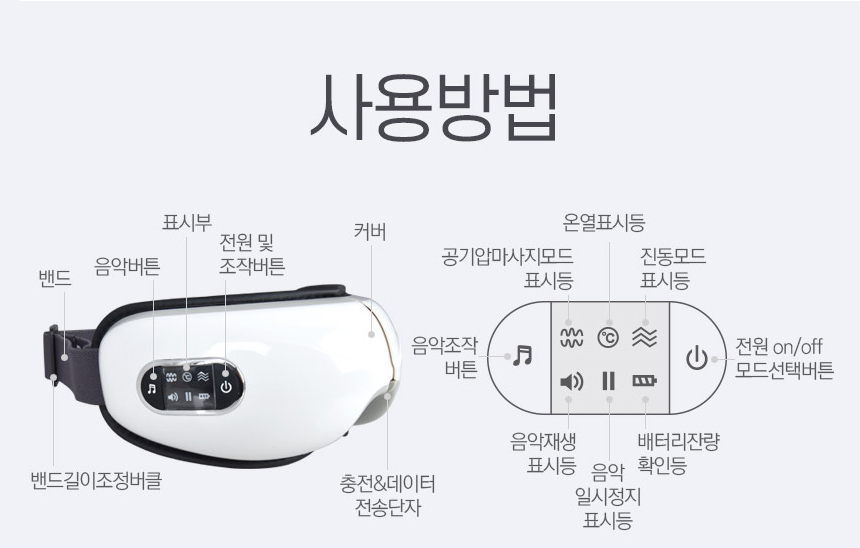 사용방법
표시부
전원 및
조작버튼
음악버튼
밴드
커버
밴드길이조정버클
충전&데이터
전송단자
온열표시등
공기압마사지모드
표시등
진동모드
표시등
음악조작
버튼
℃
전원 on/off
모드선택버튼
음악재생
표시등
음악
일시정지
표시등
배터리잔량
확인등